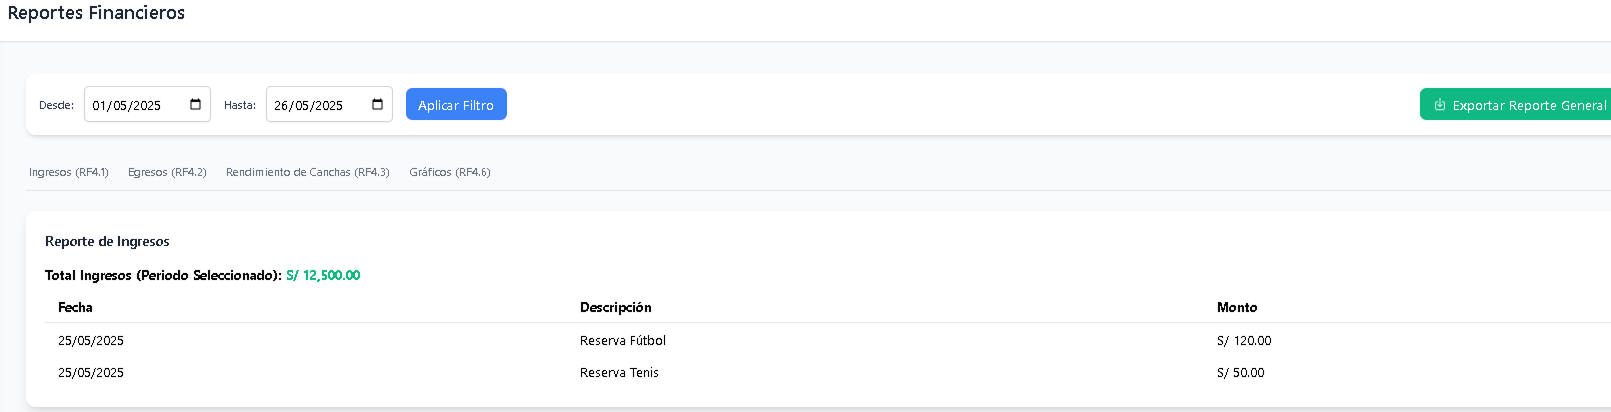 Reportes Financieros
Desde: 01/05/2025 Hasta: 26/05/2025 Aplicar Filtro Exportar Reporte General
Ingresos (RF4.1) Egresos (RF4.2) Rendimiento de Canchas (RF4.3) Gráficos (RF4.6)
Reporte de Ingresos
Total Ingresos (Periodo Seleccionado): S/ 12,500.00
Fecha Descripción Monto
25/05/2025 Reserva Fútbol S/ 120.00
25/05/2025 Reserva Tenis S/ 50.00